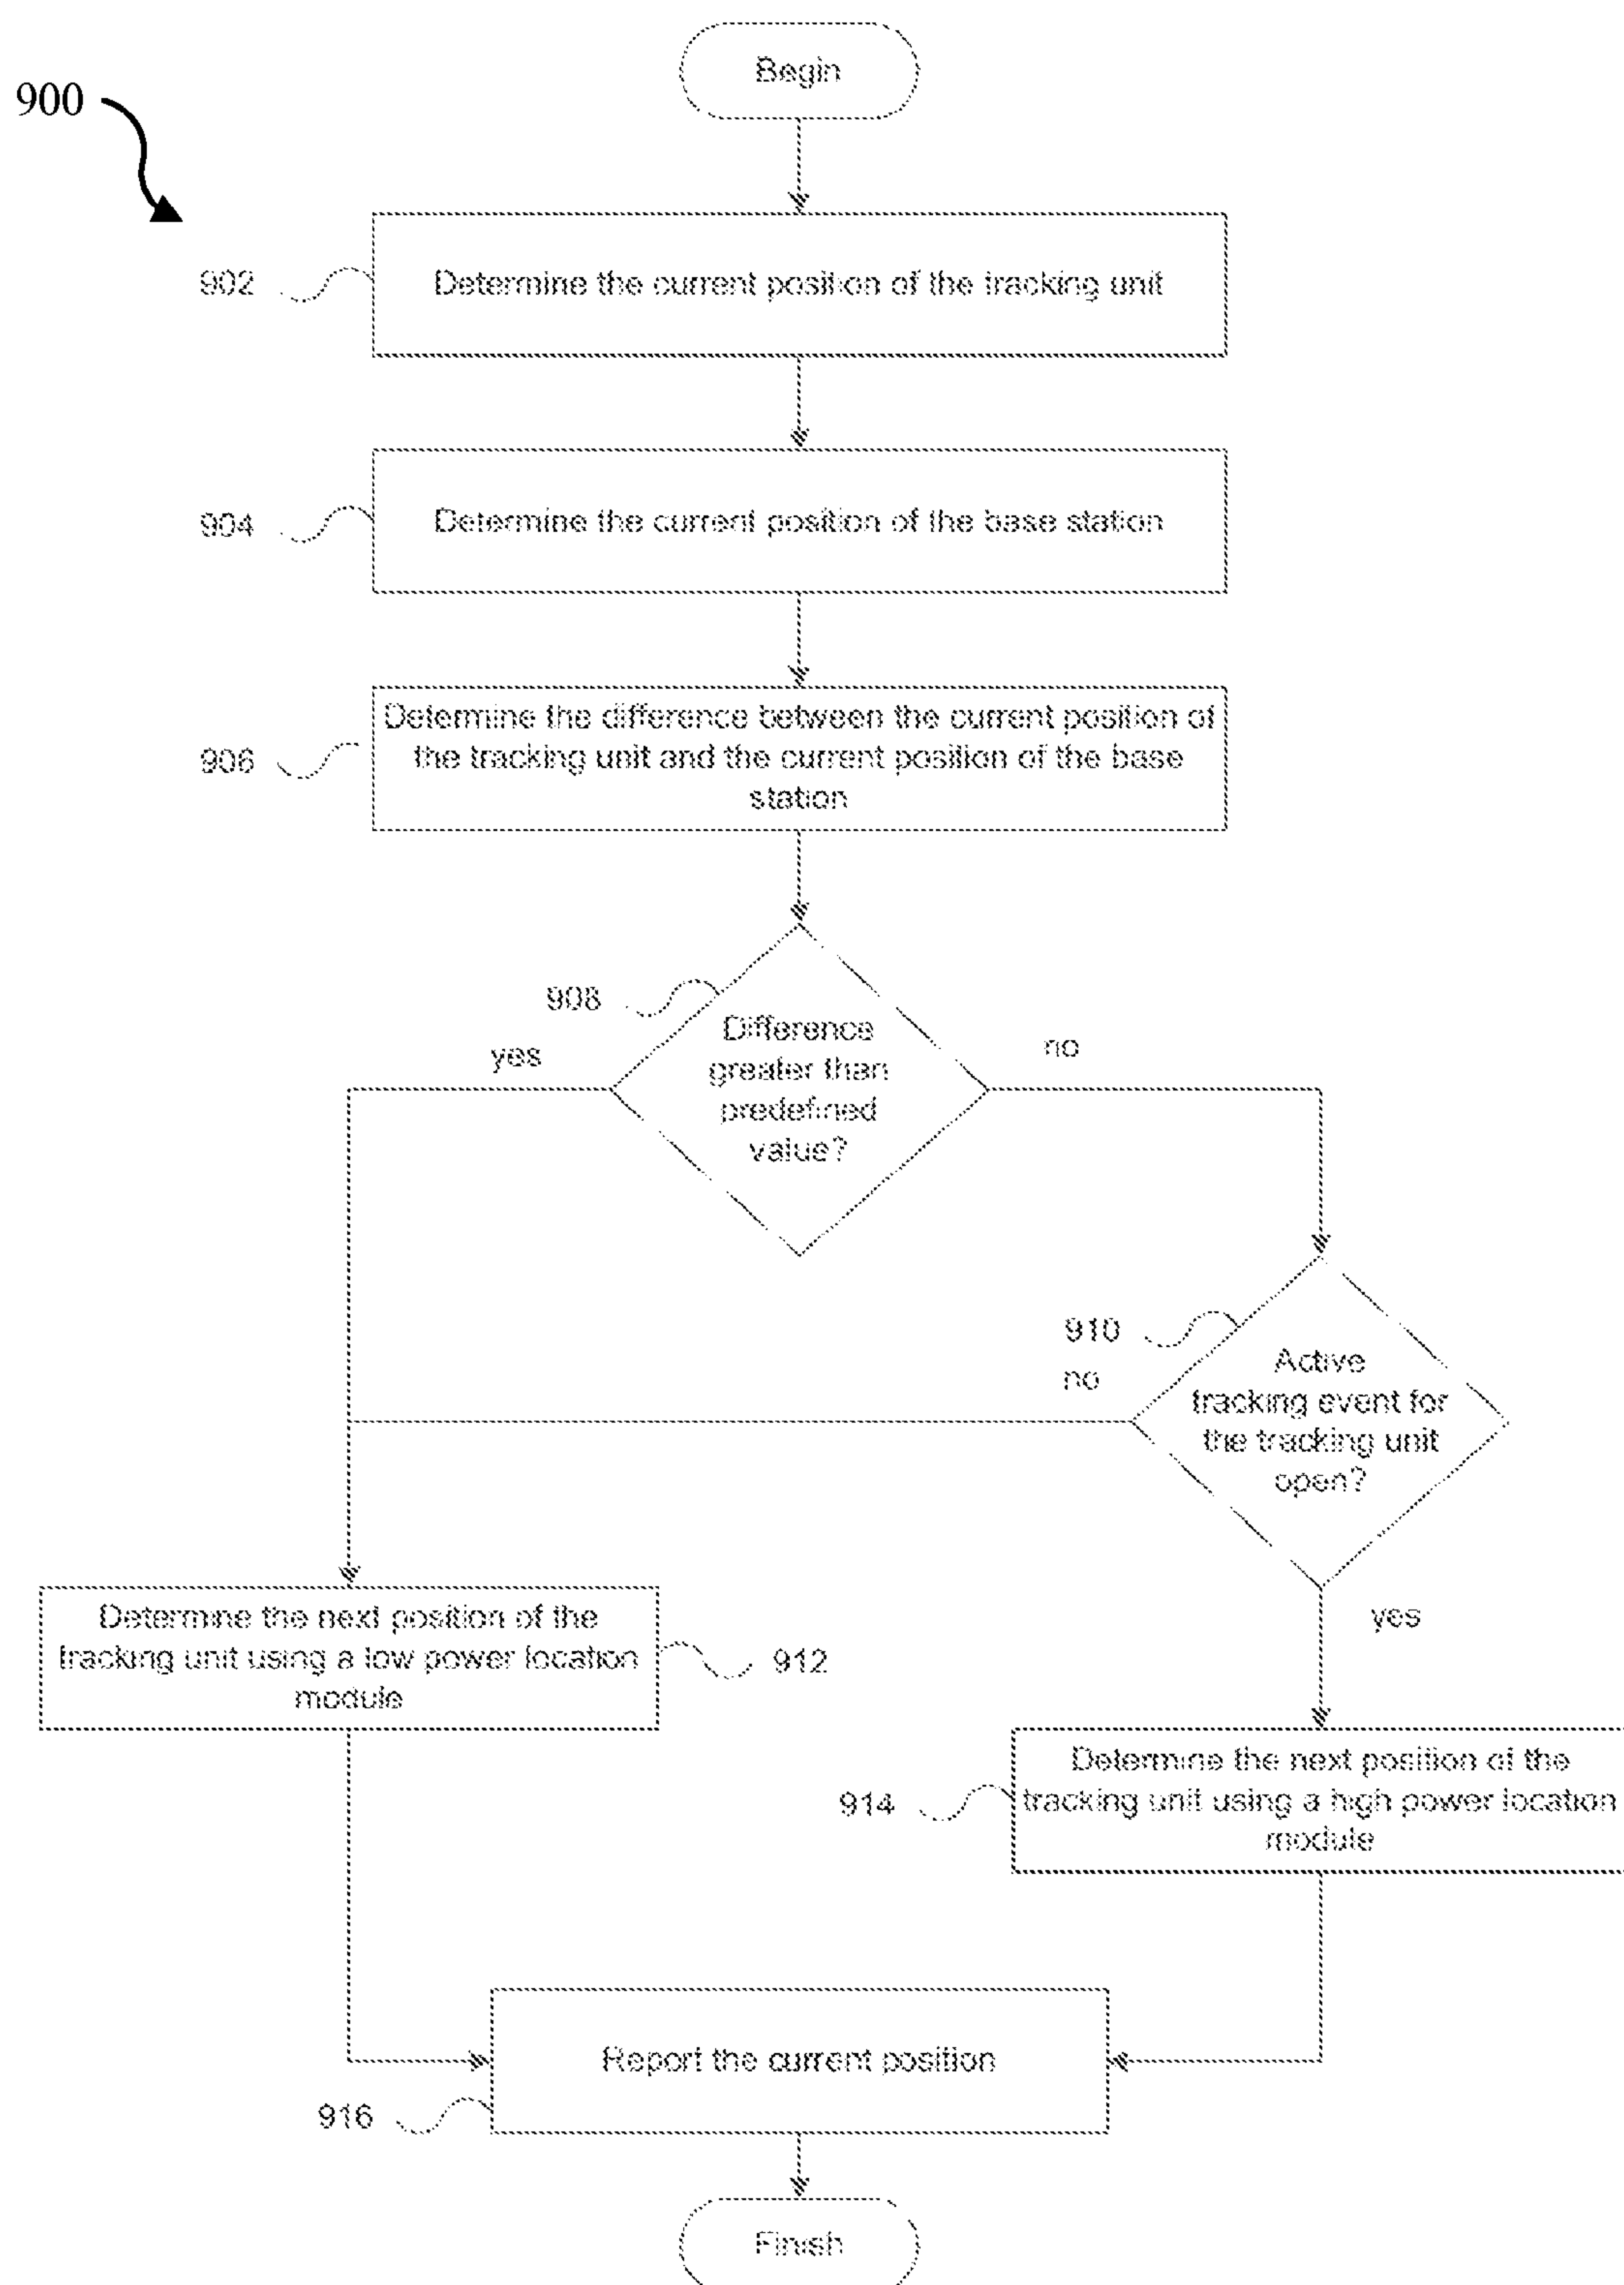 Begin
900
902
Determine the current position of the tracking unit
904
Determine the current position of the base station
906
Determine the difference between the current position of
the tracking unit and the current position of the base
station
908
Difference
greater than
predefined
value?
yes
no
910
Active
tracking event for
the tracking unit
open?
no
yes
Determine the next position of the
tracking unit using a low power location
module
912
914
Determine the next position of the
tracking unit using a high power location
module
Report the current position
916
Finish